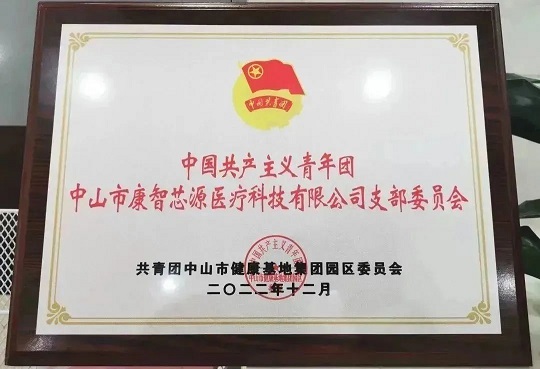 中国共青团
中国共产主义青年团
中山市康智芯源医疗科技有限公司支部委员会
共青团中山市健康基地集团园区委员会
二〇二二年十二月